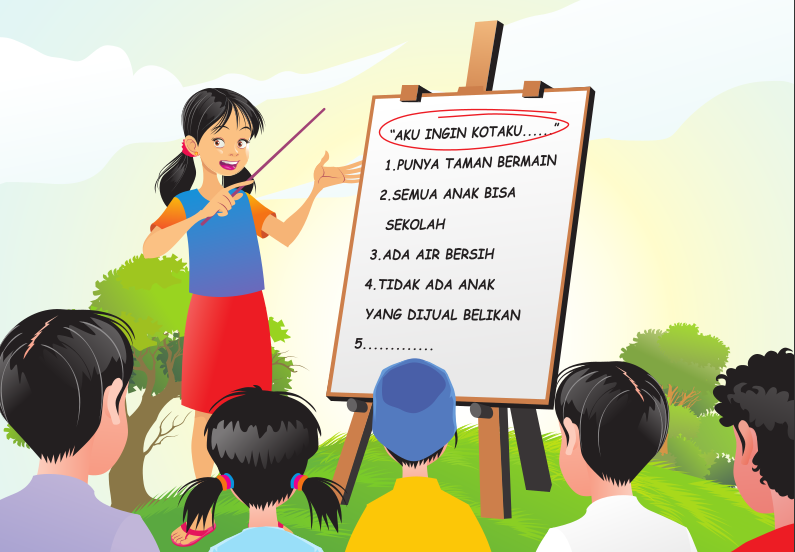 "AKU INGIN KOTAKU......"
1.PUNYA TAMAN BERMAIN
2.SEMUA ANAK BISA
SEKOLAH
3.ADA AIR BERSIH
4.TIDAK ADA ANAK
YANG DIJUAL BELIKAN
5.............